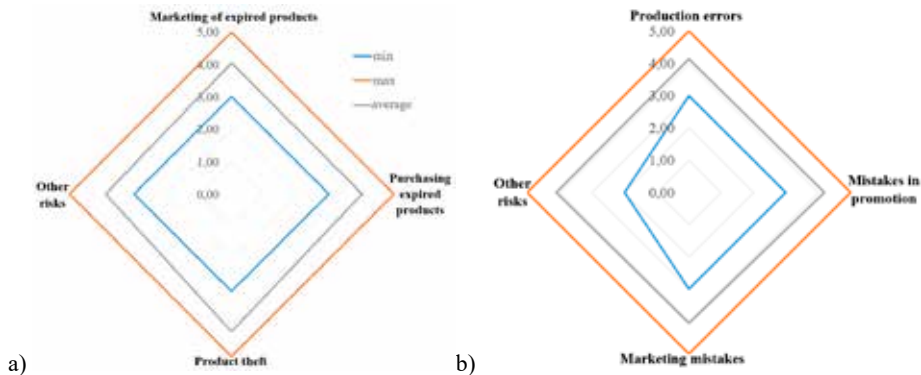 Marketing of expired products
5,00
4,00
3,00
2,00
1,00
0,00
min
max
average
Other
risks
Purchasing
expired
products
Product theft
a)
Production errors
5,00
4,00
3,00
2,00
1,00
0,00
Other
risks
Mistakes in
promotion
Marketing mistakes
b)